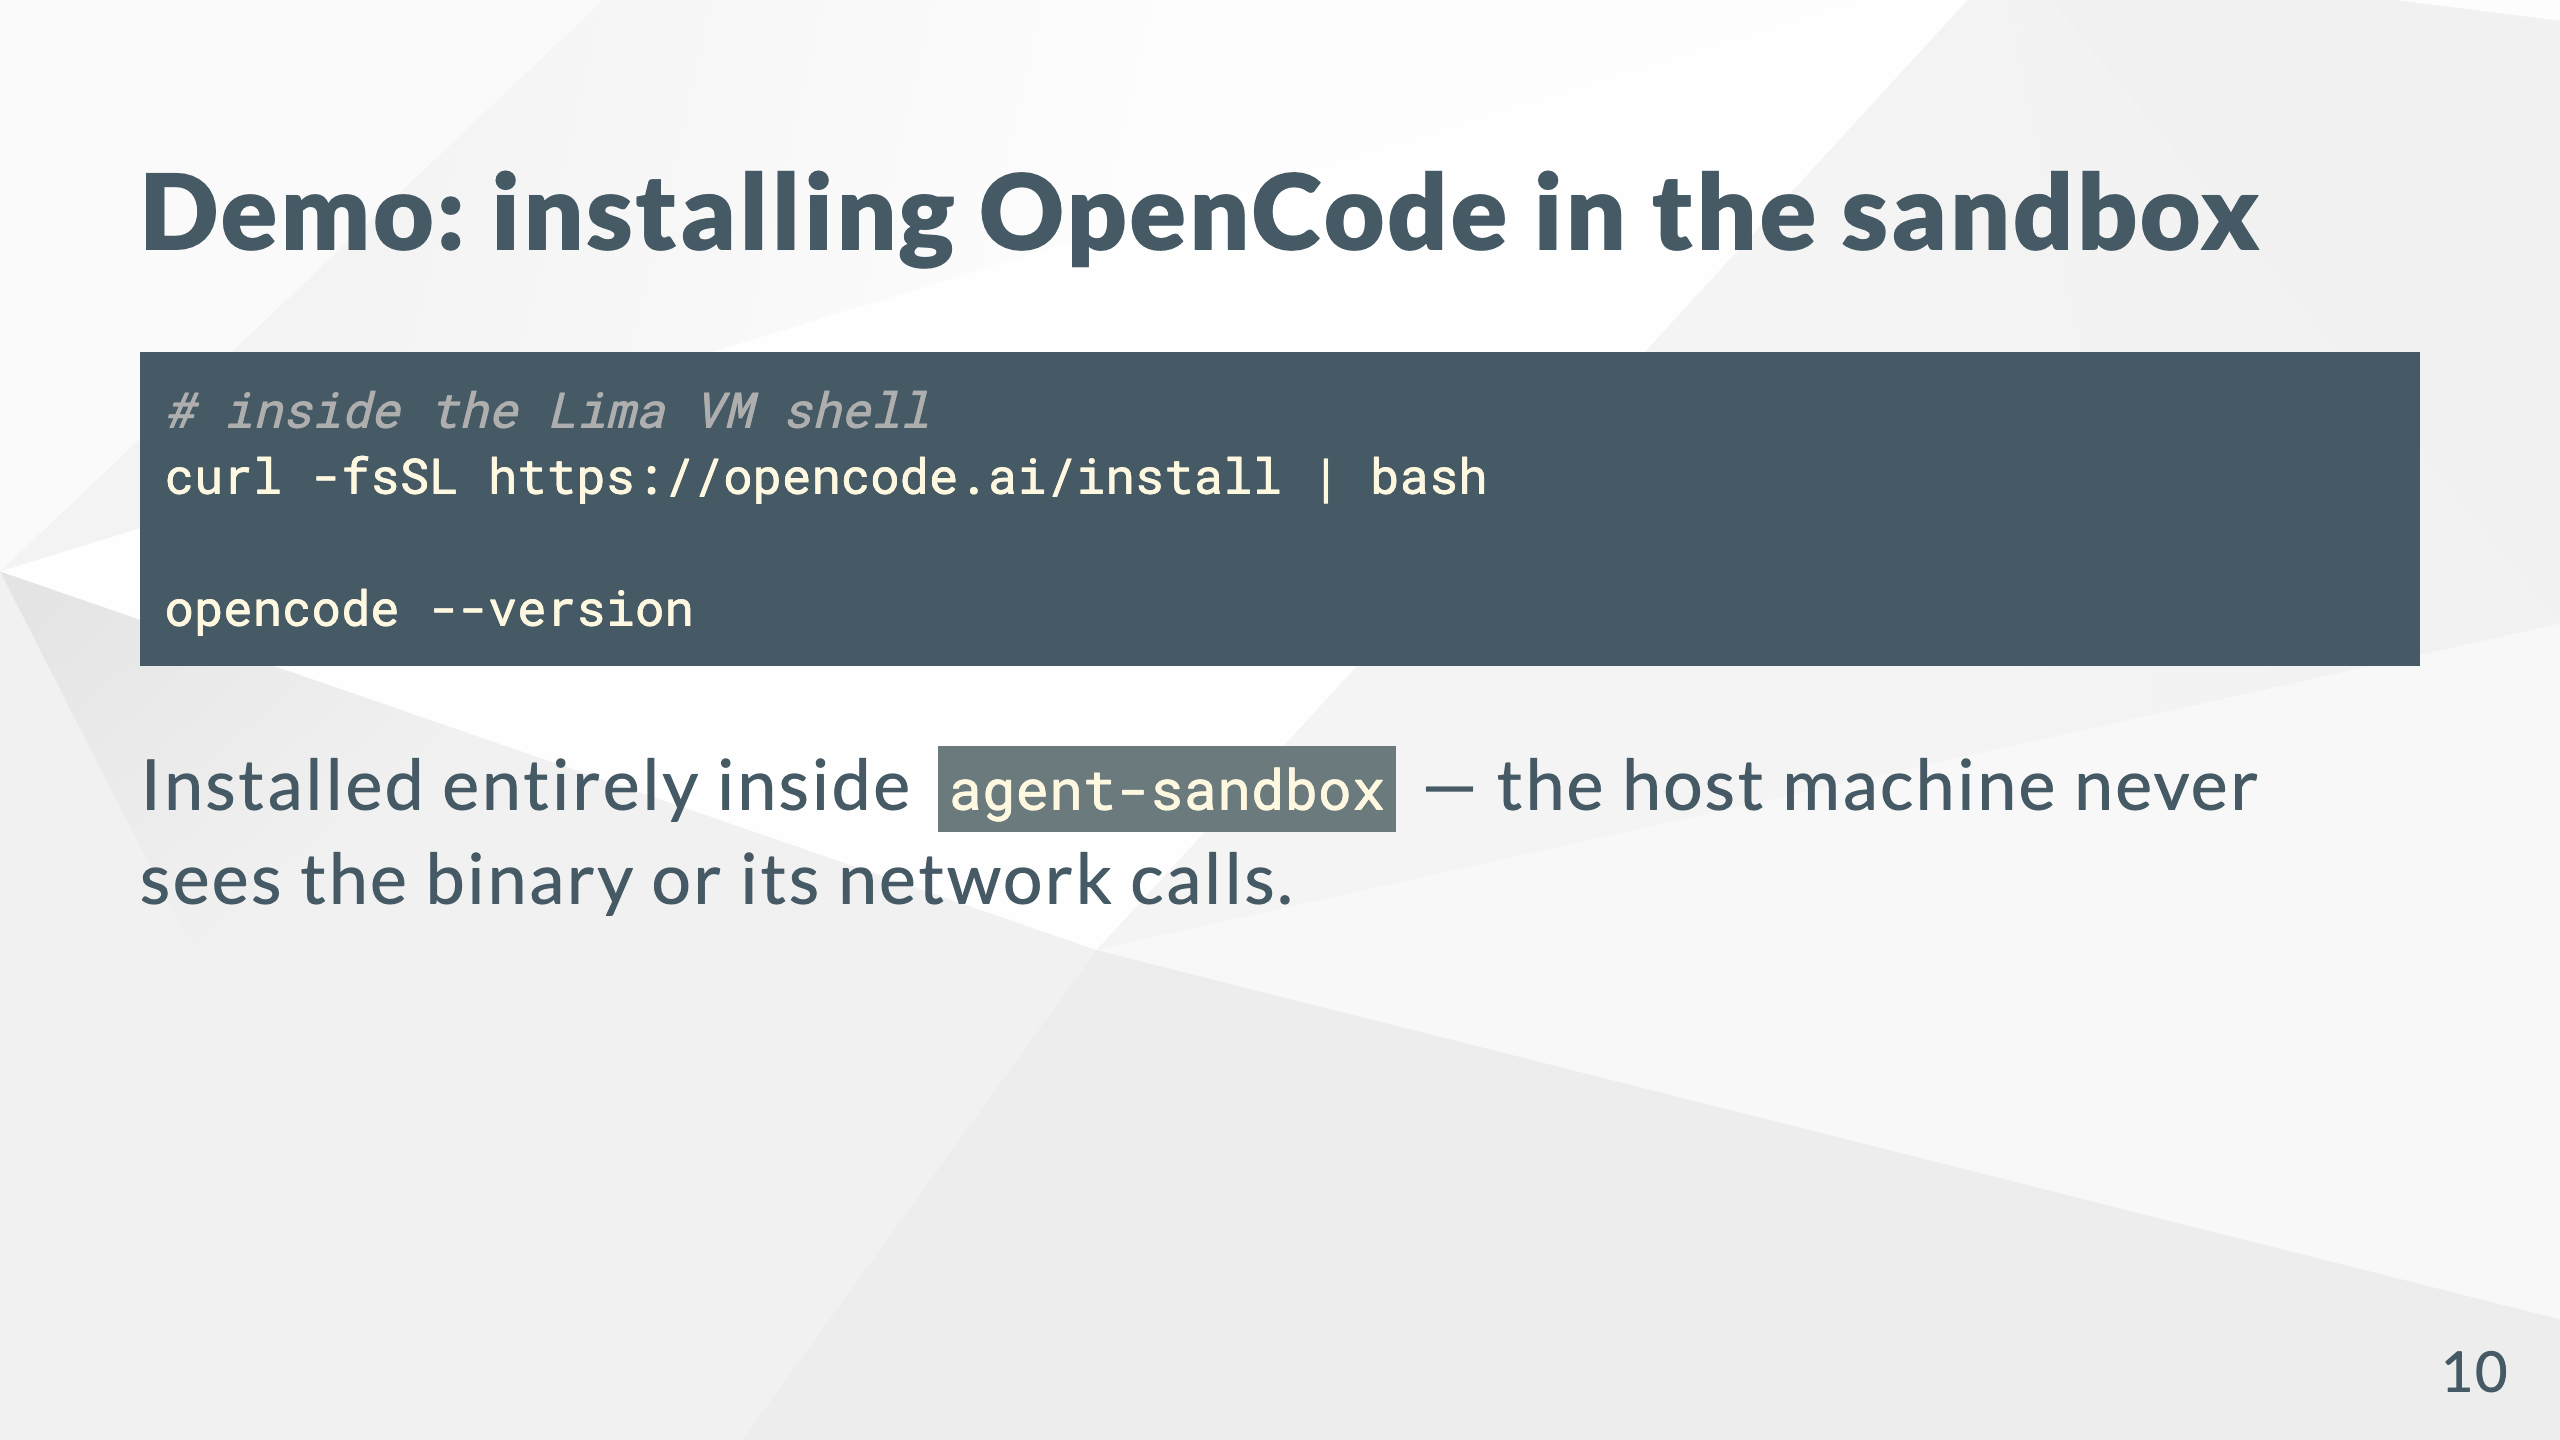 Demo: installing OpenCode in the sandbox
# inside the Lima VM shell
curl -fsSL https://opencode.ai/install | bash
opencode --version
Installed entirely inside agent-sandbox — the host machine never
sees the binary or its network calls.
10